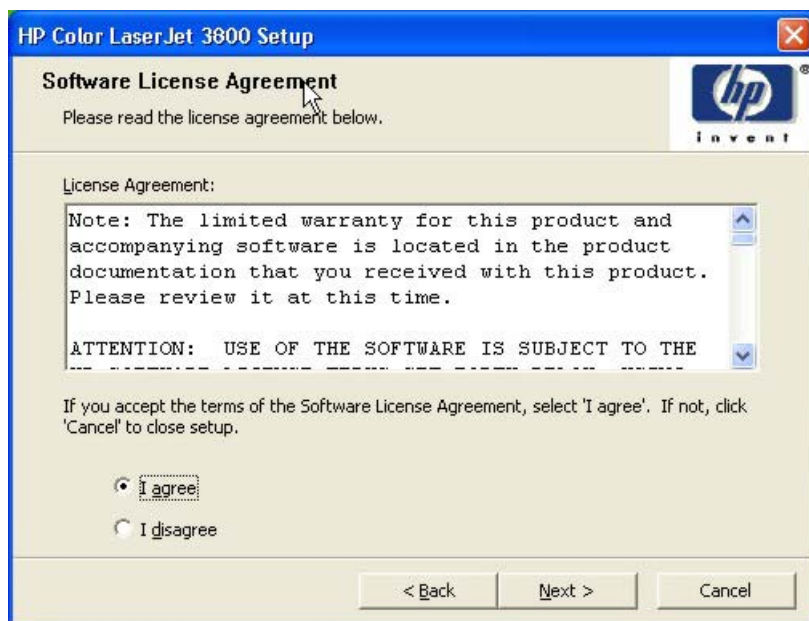 HP Color LaserJet 3800 Setup
Software License Agreement
Please read the license agreement below.
hp
®
invent
License Agreement:
Note: The limited warranty for this product and
accompanying software is located in the product
documentation that you received with this product.
Please review it at this time.
ATTENTION:  USE OF THE SOFTWARE IS SUBJECT TO THE
If you accept the terms of the Software License Agreement, select 'I agree'.  If not, click
'Cancel' to close setup.
I agree
I disagree
< Back
Next >
Cancel